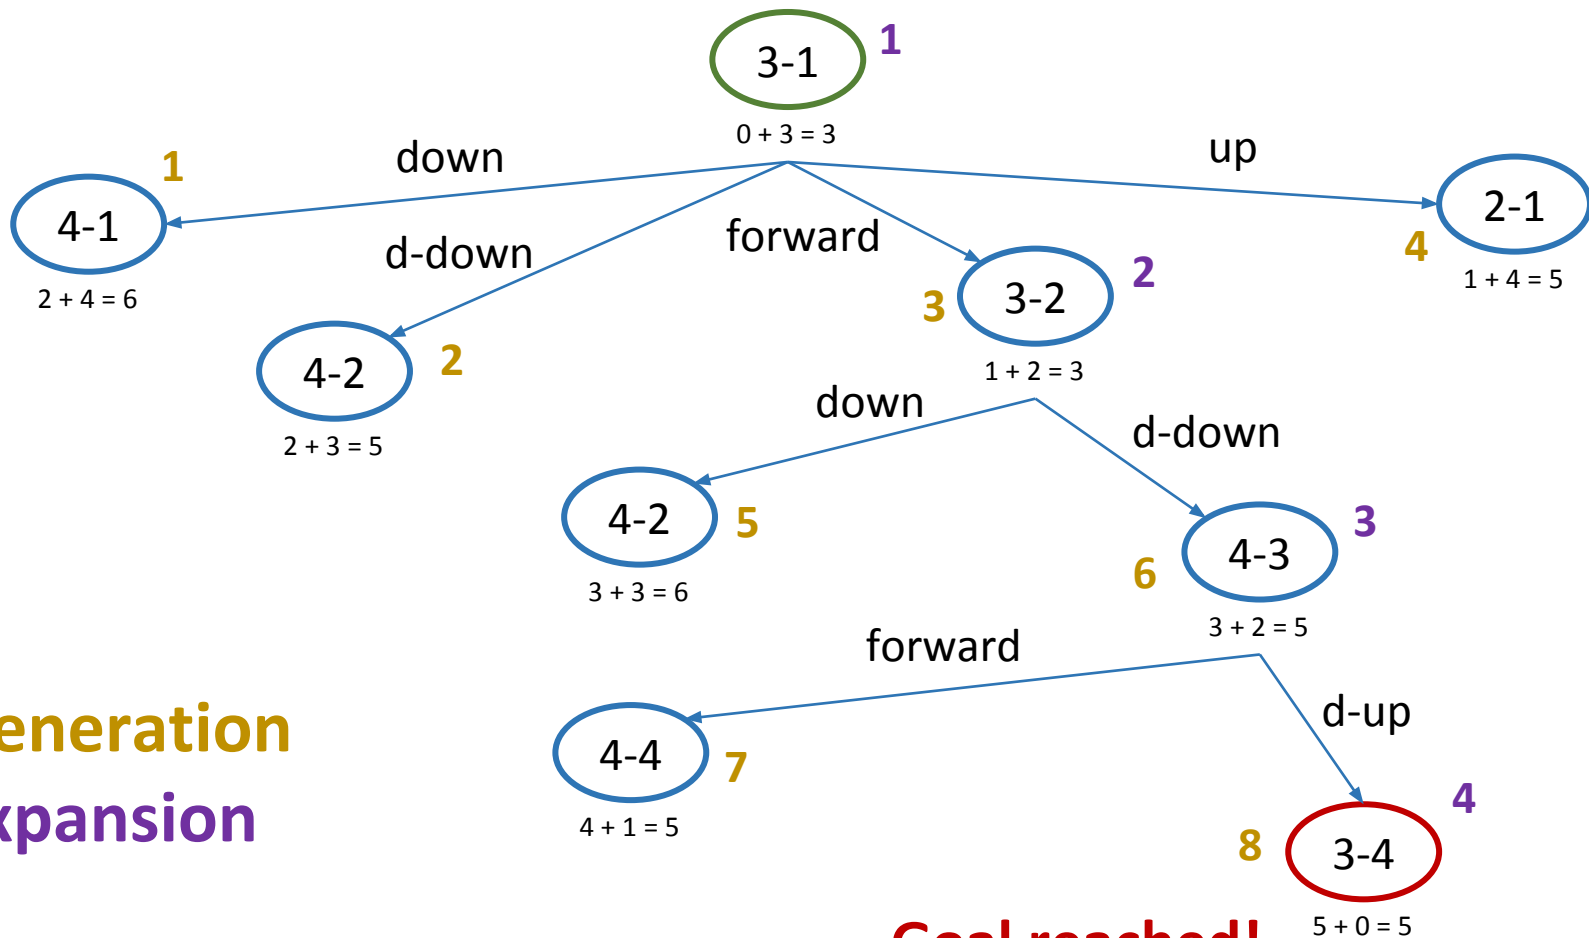 3-1
1
0 + 3 = 3
down
up
1
4-1
2 + 4 = 6
d-down
forward
2-1
4
1 + 4 = 5
3
3-2
2
1 + 2 = 3
4-2
2
2 + 3 = 5
down
d-down
4-2
5
3 + 3 = 6
6
4-3
3
3 + 2 = 5
forward
d-up
eneration
4-4
7
4 + 1 = 5
xpansion
8
3-4
4
5 + 0 = 5
Goal reached!